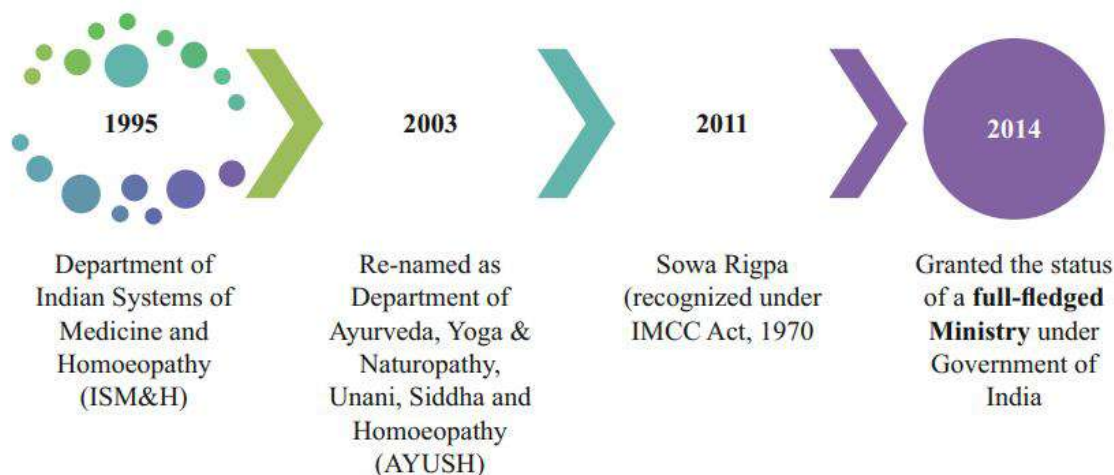 1995
Department of
Indian Systems of
Medicine and
Homoeopathy
(ISM&H)
2003
Re-named as
Department of
Ayurveda, Yoga &
Naturopathy,
Unani, Siddha and
Homoeopathy
(AYUSH)
2011
Sowa Rigpa
(recognized under
IMCC Act, 1970
2014
Granted the status
of a full-fledged
Ministry under
Government of
India